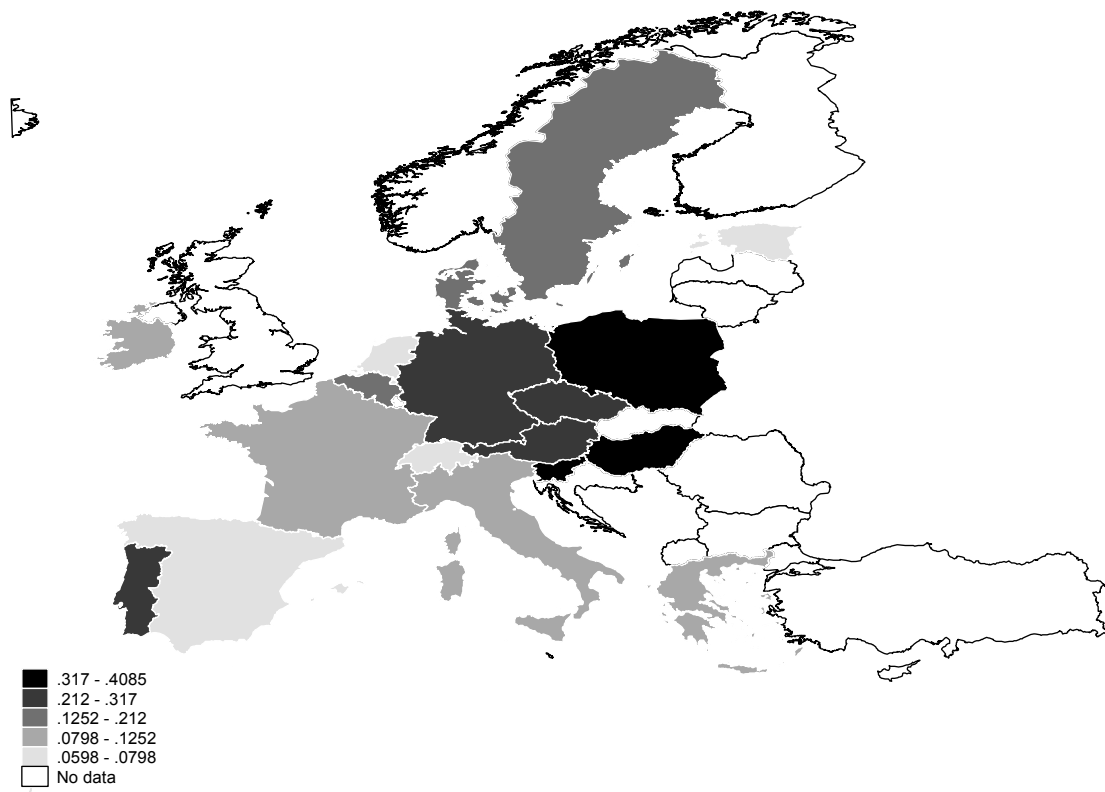 .317 - .4085
.212 - .317
.1252 - .212
.0798 - .1252
.0598 - .0798
No data